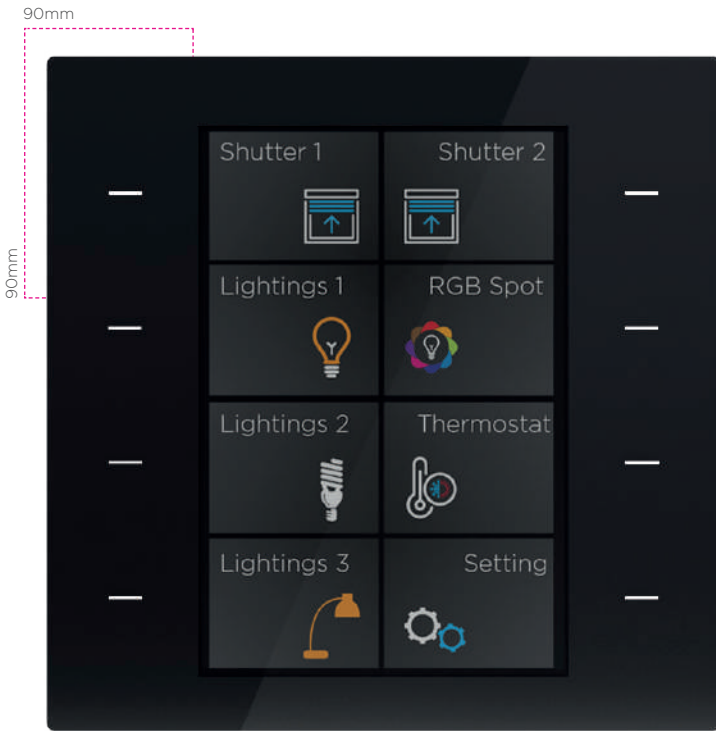 90mm
90mm
Shutter 1
Shutter 2
Lightings 1
RGB Spot
Lightings 2
Thermostat
Lightings 3
Setting